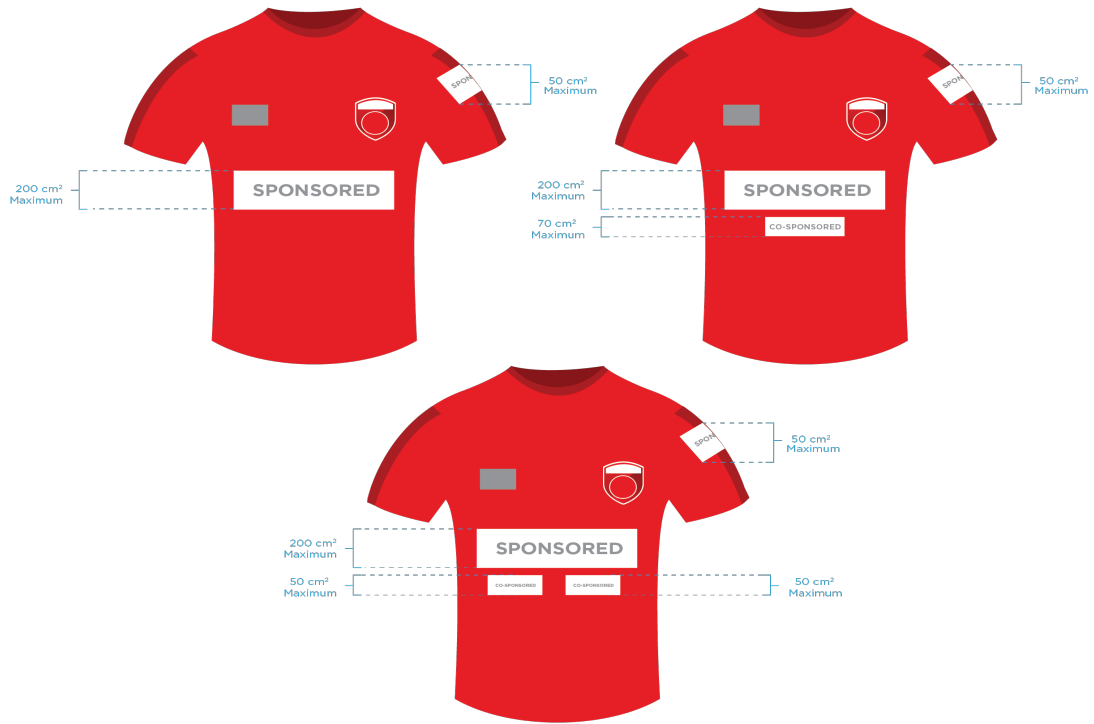 SPON
50 cm²
Maximum
200 cm²
Maximum
SPONSORED
SPON
50 cm²
Maximum
200 cm²
Maximum
SPONSORED
70 cm²
Maximum
CO-SPONSORED
SPON
50 cm²
Maximum
200 cm²
Maximum
SPONSORED
50 cm²
Maximum
CO-SPONSORED
CO-SPONSORED
50 cm²
Maximum